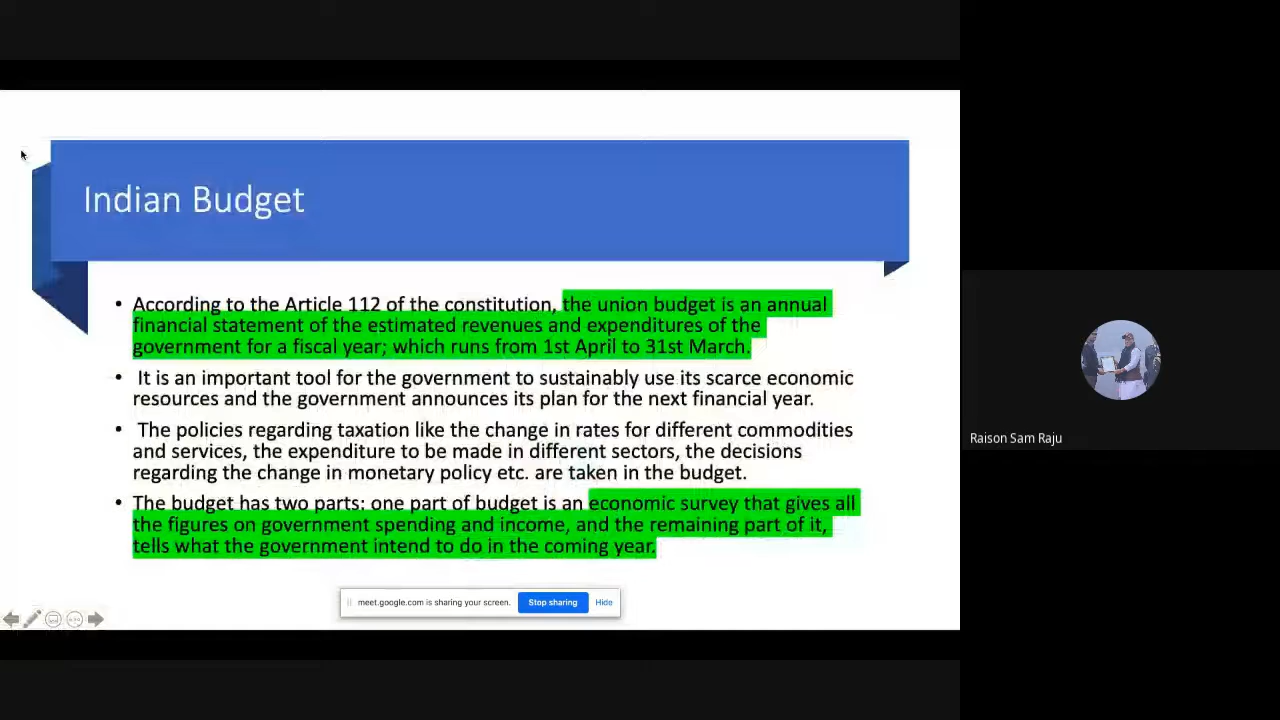 Indian Budget
• According to the Article 112 of the constitution, the union budget is an annual
financial statement of the estimated revenues and expenditures of the
government for a fiscal year; which runs from 1st April to 31st March.
• It is an important tool for the government to sustainably use its scarce economic
resources and the government announces its plan for the next financial year.
• The policies regarding taxation like the change in rates for different commodities
and services, the expenditure to be made in different sectors, the decisions
regarding the change in monetary policy etc. are taken in the budget.
• The budget has two parts: one part of budget is an economic survey that gives all
the figures on government spending and income, and the remaining part of it,
tells what the government intend to do in the coming year.
meet.google.com is sharing your screen. Stop sharing Hide
Raison Sam Raju